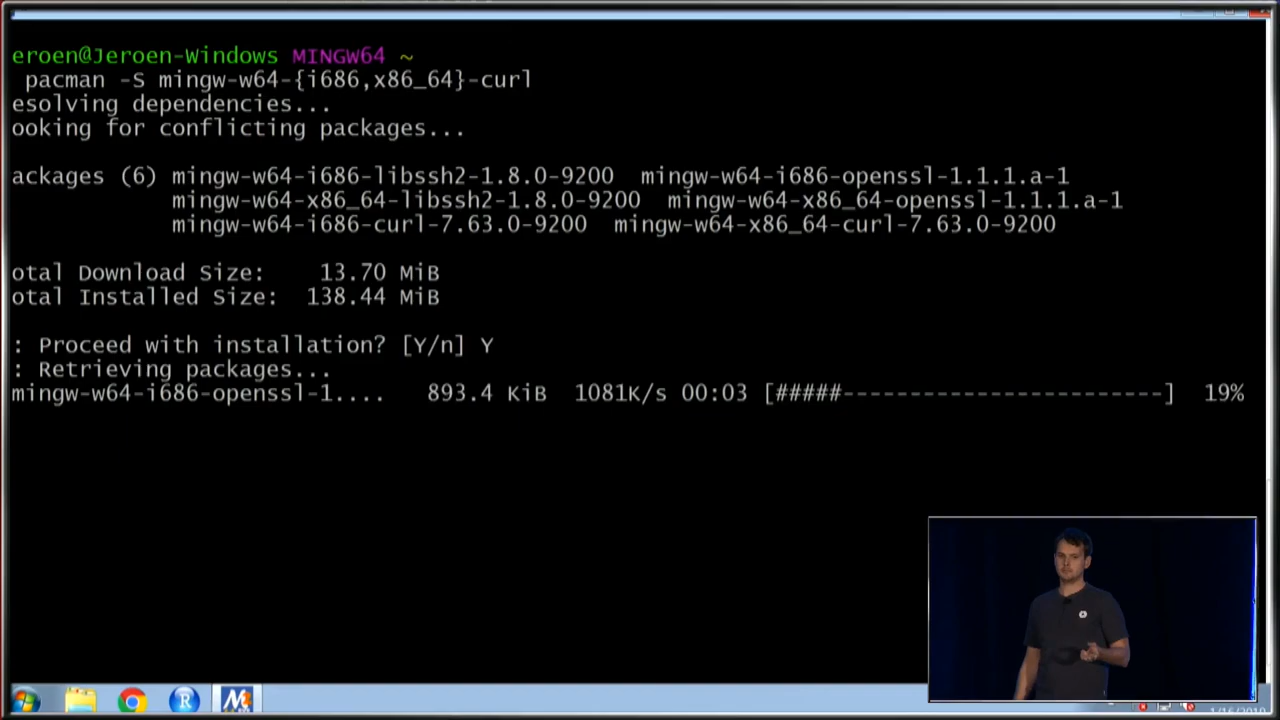 eroen@Jeroen-Windows MINGW64 ~
pacman -S mingw-w64-{i686,x86_64}-curl
esolving dependencies...
ooking for conflicting packages...
ackages (6) mingw-w64-i686-libssh2-1.8.0-9200 mingw-w64-i686-openssl-1.1.1.a-1
mingw-w64-x86_64-libssh2-1.8.0-9200 mingw-w64-x86_64-openssl-1.1.1.a-1
mingw-w64-i686-curl-7.63.0-9200 mingw-w64-x86_64-curl-7.63.0-9200
otal Download Size: 13.70 MiB
otal Installed Size: 138.44 MiB
: Proceed with installation? [Y/n] Y
: Retrieving packages...
mingw-w64-i686-openssl-1.... 893.4 KiB 1081K/s 00:03 [#####------------------------] 19%
R
M
1/16/2019